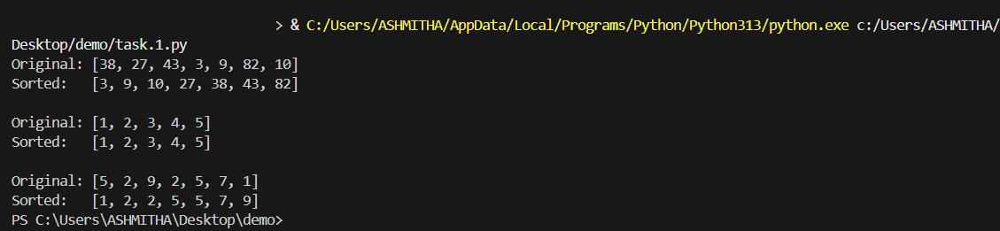 > & C:/Users/ASHMITHA/AppData/Local/Programs/Python/Python313/python.exe c:/Users/ASHMITHA/
Desktop/demo/task.1.py
Original: [38, 27, 43, 3, 9, 82, 10]
Sorted:   [3, 9, 10, 27, 38, 43, 82]
Original: [1, 2, 3, 4, 5]
Sorted:   [1, 2, 3, 4, 5]
Original: [5, 2, 9, 2, 5, 7, 1]
Sorted:   [1, 2, 2, 5, 5, 7, 9]
PS C:\Users\ASHMITHA\Desktop\demo>